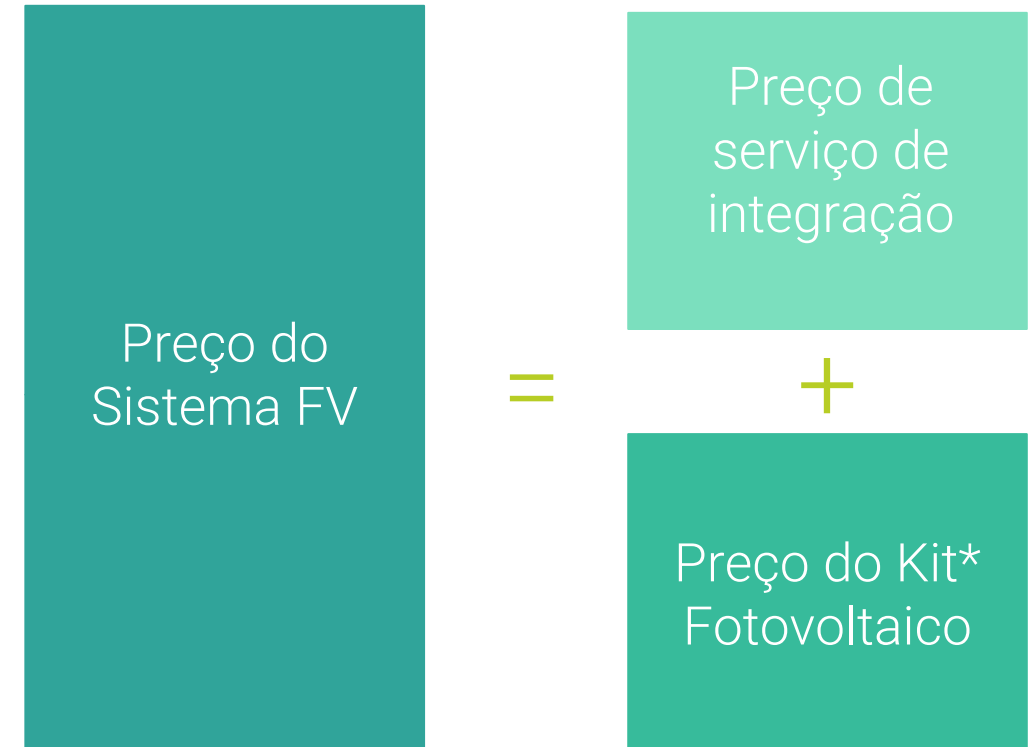 Preço do
Sistema FV
=
Preço de
serviço de
integração
+
Preço do Kit*
Fotovoltaico